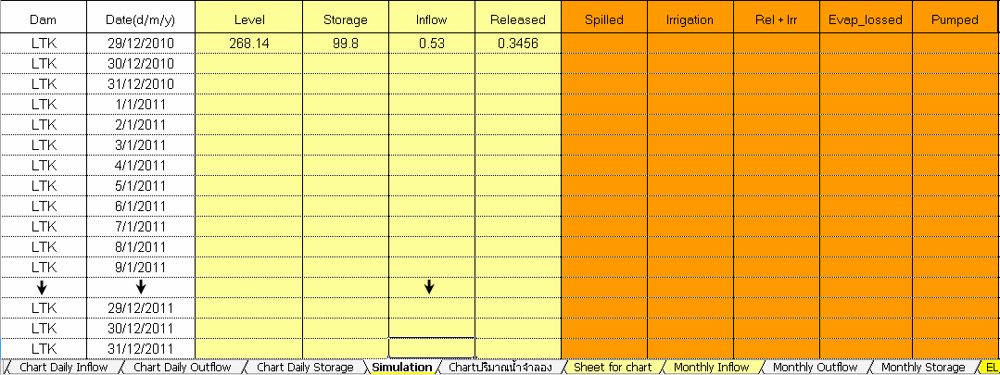 Dam Date(d/m/y) Level Storage Inflow Released Spilled Irrigation Rel + Irr Evap_lossed Pumped
LTK 29/12/2010 268.14 99.8 0.53 0.3456
LTK 30/12/2010
LTK 31/12/2010
LTK 1/1/2011
LTK 2/1/2011
LTK 3/1/2011
LTK 4/1/2011
LTK 5/1/2011
LTK 6/1/2011
LTK 7/1/2011
LTK 8/1/2011
LTK 9/1/2011
LTK 29/12/2011
LTK 30/12/2011
LTK 31/12/2011
Chart Daily Inflow Chart Daily Outflow Chart Daily Storage Simulation Chartปริมาณน้ำจำลอง Sheet for chart Monthly Inflow Monthly Outflow Monthly Storage EL